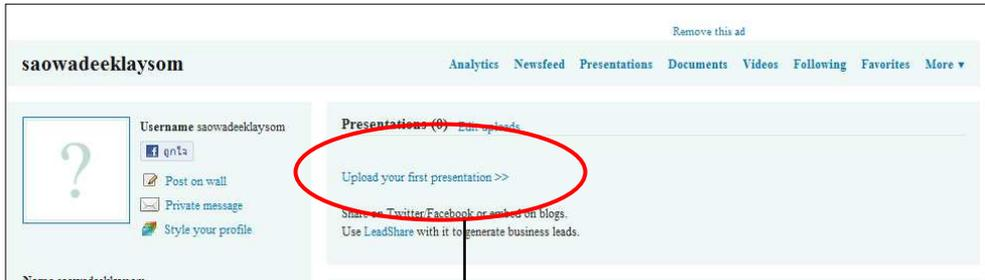 Remove this ad
saowadeeklaysom
Analytics Newsfeed Presentations Documents Videos Following Favorites More ▾
Username saowadeeklaysom
ถูกใจ
Post on wall
Private message
Style your profile
Presentations (0) Edit uploads
Upload your first presentation >>
Share on Twitter/Facebook or embed on blogs.
Use LeadShare with it to generate business leads.